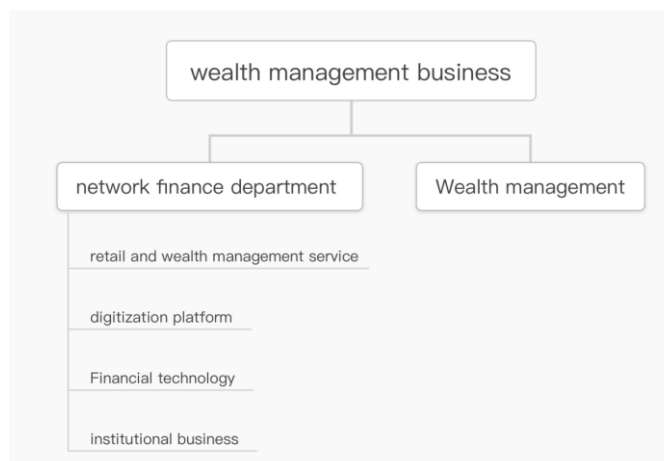 wealth management business
network finance department
Wealth management
retail and wealth management service
digitization platform
Financial technology
institutional business